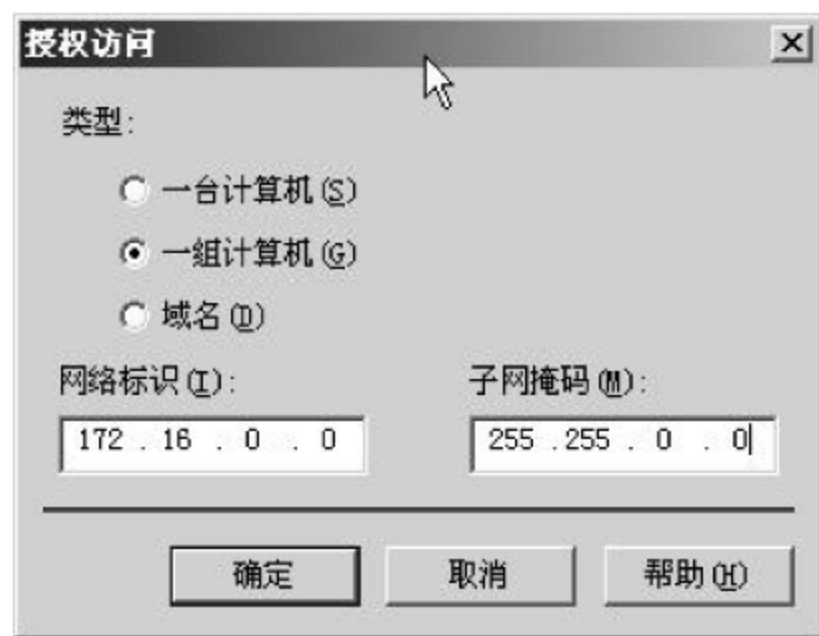 授权访问
类型:
一台计算机(S)
一组计算机(G)
域名(D)
网络标识(I): 子网掩码(M):
172 . 16 . 0 . 0 255 . 255 . 0 . 0
确定 取消 帮助(H)